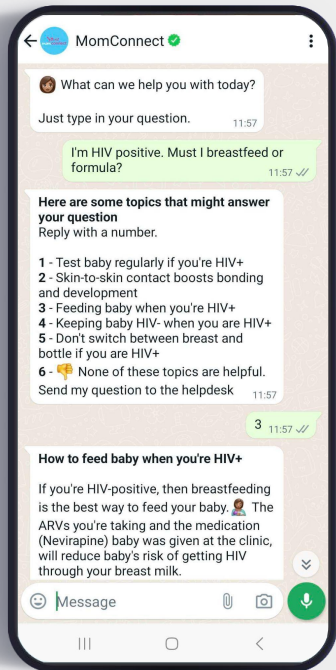 MomConnect
What can we help you with today?
Just type in your question.
11:57
I'm HIV positive. Must I breastfeed or
formula?
11:57
Here are some topics that might answer
your question
Reply with a number.
1 - Test baby regularly if you're HIV+
2 - Skin-to-skin contact boosts bonding
and development
3 - Feeding baby when you're HIV+
4 - Keeping baby HIV- when you are HIV+
5 - Don't switch between breast and
bottle if you are HIV+
6 - 👎 None of these topics are helpful.
Send my question to the helpdesk
11:57
3 11:57
How to feed baby when you're HIV+
If you're HIV-positive, then breastfeeding
is the best way to feed your baby. 🤱🏽 The
ARVs you're taking and the medication
(Nevirapine) baby was given at the clinic,
will reduce baby's risk of getting HIV
through your breast milk.
Message